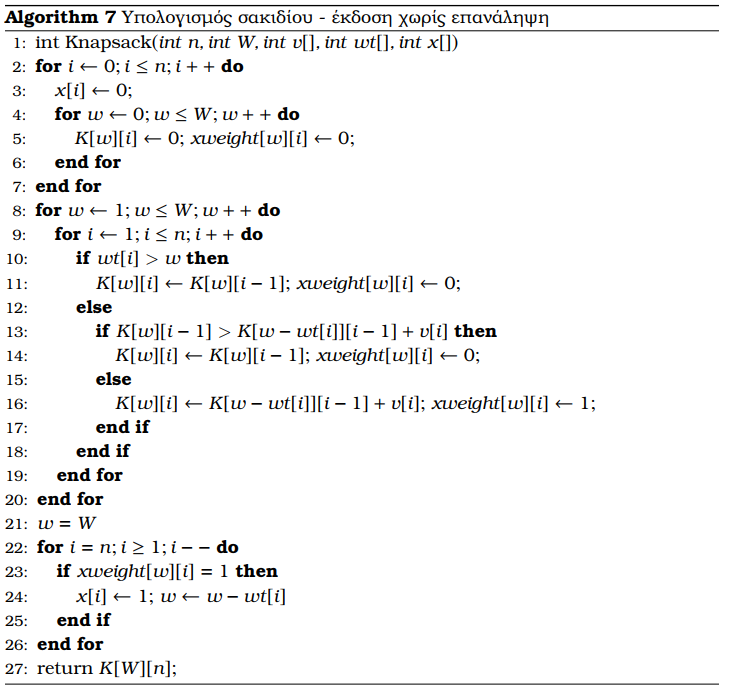 Algorithm 7 Υπολογισμός σακιδίου - έκδοση χωρίς επανάληψη
1: int Knapsack(int n, int W, int v[], int wt[], int x[])
2: for i ← 0; i ≤ n; i + + do
3: x[i] ← 0;
4: for w ← 0; w ≤ W; w + + do
5: K[w][i] ← 0; xweight[w][i] ← 0;
6: end for
7: end for
8: for w ← 1; w ≤ W; w + + do
9: for i ← 1; i ≤ n; i + + do
10: if wt[i] > w then
11: K[w][i] ← K[w][i − 1]; xweight[w][i] ← 0;
12: else
13: if K[w][i − 1] > K[w − wt[i]][i − 1] + v[i] then
14: K[w][i] ← K[w][i − 1]; xweight[w][i] ← 0;
15: else
16: K[w][i] ← K[w − wt[i]][i − 1] + v[i]; xweight[w][i] ← 1;
17: end if
18: end if
19: end for
20: end for
21: w = W
22: for i = n; i ≥ 1; i − − do
23: if xweight[w][i] = 1 then
24: x[i] ← 1; w ← w − wt[i]
25: end if
26: end for
27: return K[W][n];